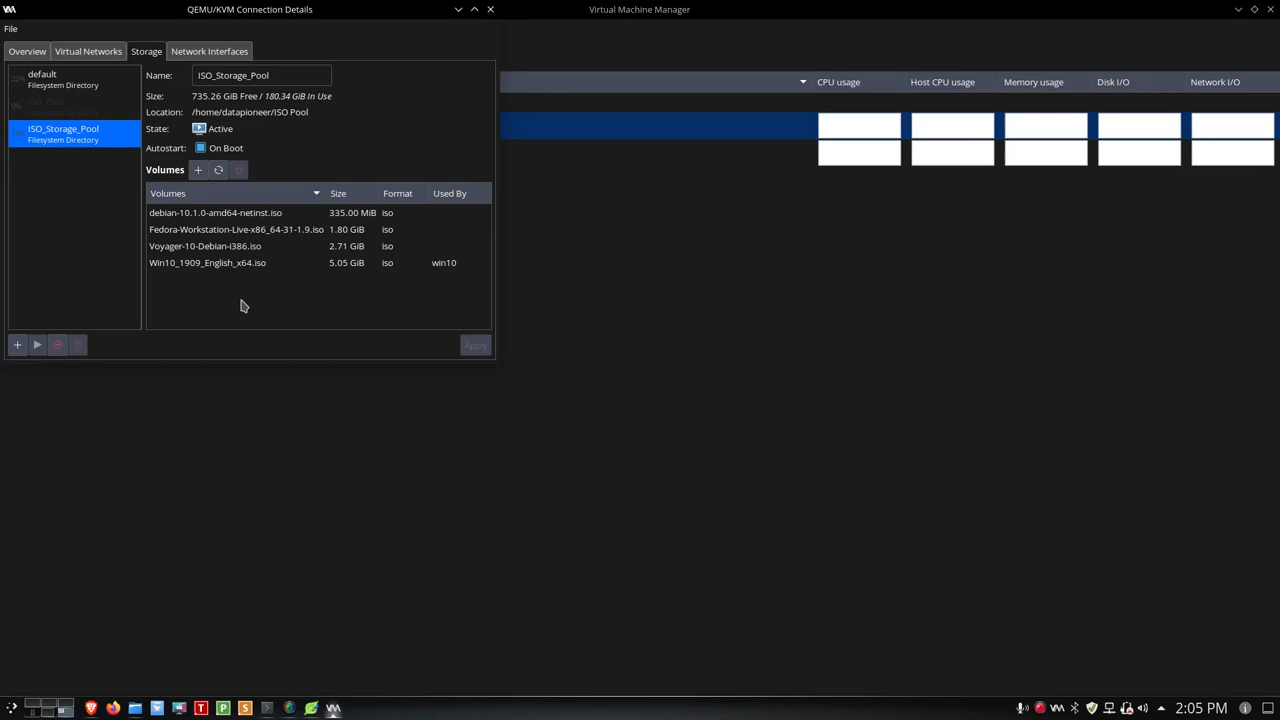 QEMU/KVM Connection Details
Virtual Machine Manager
File
Overview
Virtual Networks
Storage
Network Interfaces
22%
default
Filesystem Directory
0%
ISO_Pool
Filesystem Directory
ISO_Storage_Pool
Filesystem Directory
Name: ISO_Storage_Pool
Size: 735.26 GiB Free / 180.34 GiB In Use
Location: /home/datapioneer/ISO Pool
State: Active
Autostart: On Boot
Volumes
Volumes Size Format Used By
debian-10.1.0-amd64-netinst.iso 335.00 MiB iso
Fedora-Workstation-Live-x86_64-31-1.9.iso 1.80 GiB iso
Voyager-10-Debian-i386.iso 2.71 GiB iso
Win10_1909_English_x64.iso 5.05 GiB iso win10
Apply
CPU usage Host CPU usage Memory usage Disk I/O Network I/O
T P S
2:05 PM